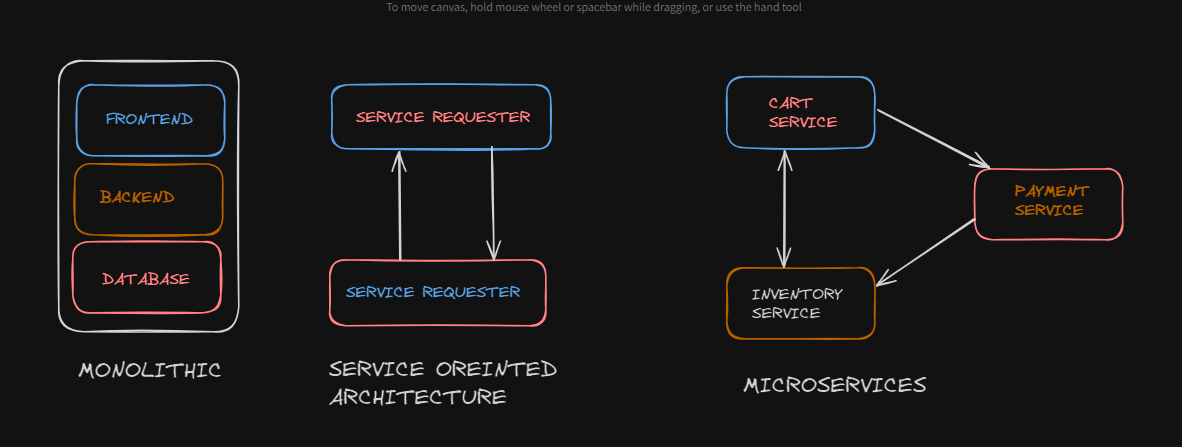 To move canvas, hold mouse wheel or spacebar while dragging, or use the hand tool
FRONTEND
BACKEND
DATABASE
MONOLITHIC
SERVICE REQUESTER
SERVICE REQUESTER
SERVICE OREINTED
ARCHITECTURE
CART
SERVICE
PAYMENT
SERVICE
INVENTORY
SERVICE
MICROSERVICES